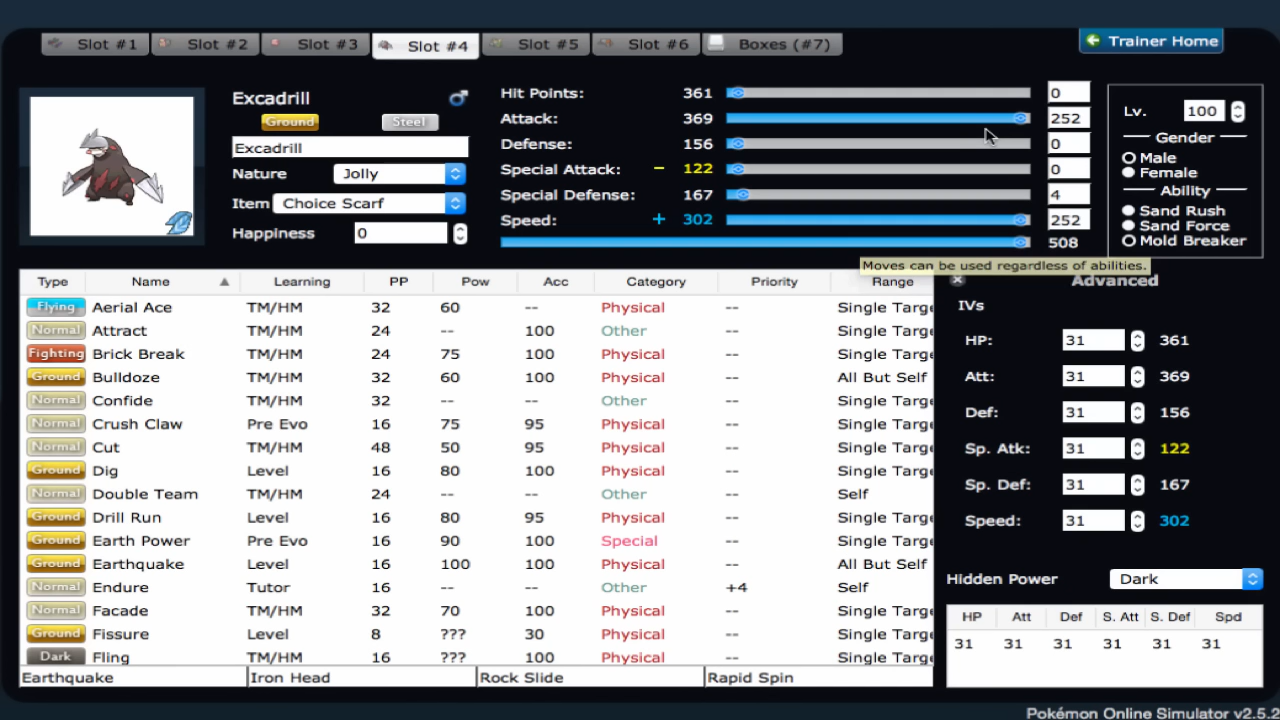 Slot #1 Slot #2 Slot #3 Slot #4 Slot #5 Slot #6 Boxes (#7) Trainer Home
Excadrill
Ground Steel
Excadrill
Nature Jolly
Item Choice Scarf
Happiness 0
Hit Points: 361 0
Attack: 369 252
Defense: 156 0
Special Attack: − 122 0
Special Defense: 167 4
Speed: + 302 252
508
Lv. 100
Gender
Male
Female
Ability
Sand Rush
Sand Force
Mold Breaker
Moves can be used regardless of abilities.
Type Name Learning PP Pow Acc Category Priority Range
Flying Aerial Ace TM/HM 32 60 -- Physical -- Single Targe
Normal Attract TM/HM 24 -- 100 Other -- Single Targe
Fighting Brick Break TM/HM 24 75 100 Physical -- Single Targe
Ground Bulldoze TM/HM 32 60 100 Physical -- All But Self
Normal Confide TM/HM 32 -- -- Other -- Single Targe
Normal Crush Claw Pre Evo 16 75 95 Physical -- Single Targe
Normal Cut TM/HM 48 50 95 Physical -- Single Targe
Ground Dig Level 16 80 100 Physical -- Single Targe
Normal Double Team TM/HM 24 -- -- Other -- Self
Ground Drill Run Level 16 80 95 Physical -- Single Targe
Ground Earth Power Pre Evo 16 90 100 Special -- Single Targe
Ground Earthquake Level 16 100 100 Physical -- All But Self
Normal Endure Tutor 16 -- -- Other +4 Self
Normal Facade TM/HM 32 70 100 Physical -- Single Targe
Ground Fissure Level 8 ??? 30 Physical -- Single Targe
Dark Fling TM/HM 16 ??? 100 Physical -- Single Targe
Earthquake Iron Head Rock Slide Rapid Spin
Advanced
IVs
HP: 31 361
Att: 31 369
Def: 31 156
Sp. Atk: 31 122
Sp. Def: 31 167
Speed: 31 302
Hidden Power Dark
HP Att Def S. Att S. Def Spd
31 31 31 31 31 31
Pokémon Online Simulator v2.5.2